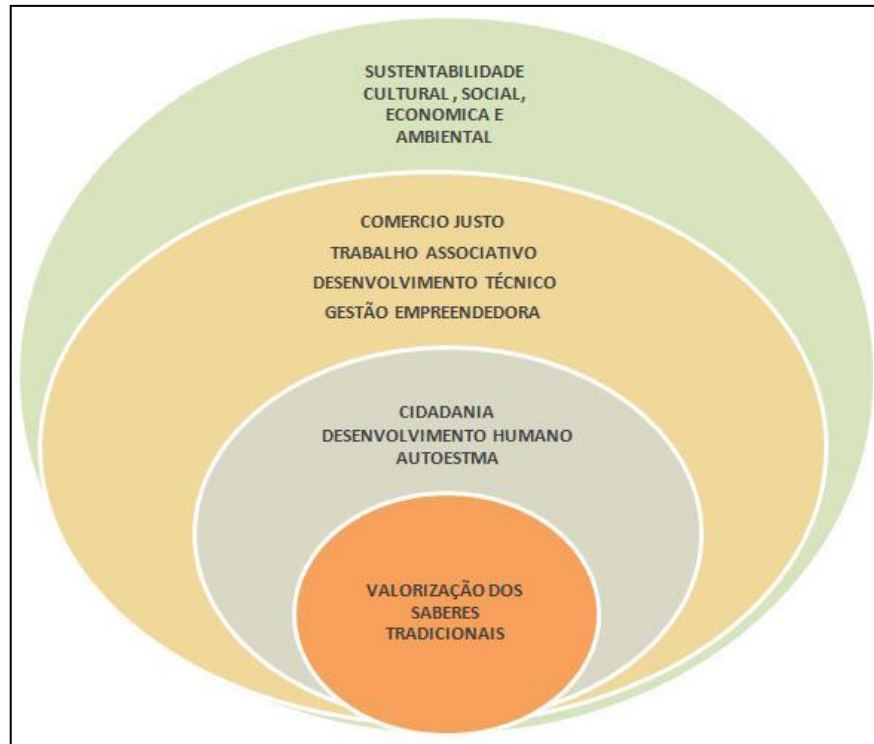 SUSTENTABILIDADE
CULTURAL , SOCIAL,
ECONOMICA E
AMBIENTAL
COMERCIO JUSTO
TRABALHO ASSOCIATIVO
DESENVOLVIMENTO TÉCNICO
GESTÃO EMPREENDEDORA
CIDADANIA
DESENVOLVIMENTO HUMANO
AUTOESTMA
VALORIZAÇÃO DOS
SABERES
TRADICIONAIS